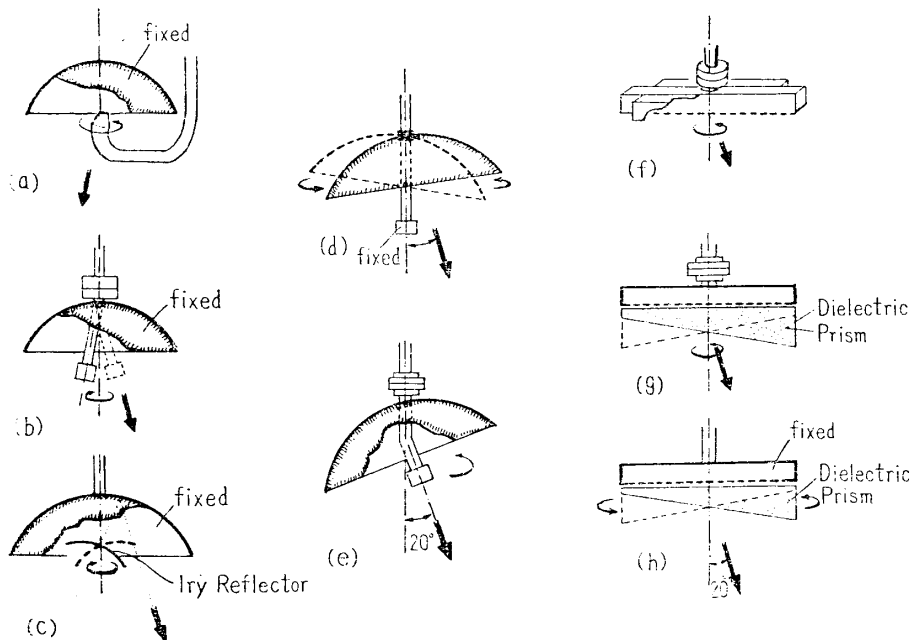 fixed
(a)
fixed
(b)
fixed
Iry Reflector
(c)
(d)
fixed
20°
(e)
(f)
Dielectric
Prism
(g)
fixed
Dielectric
Prism
(h)
20°